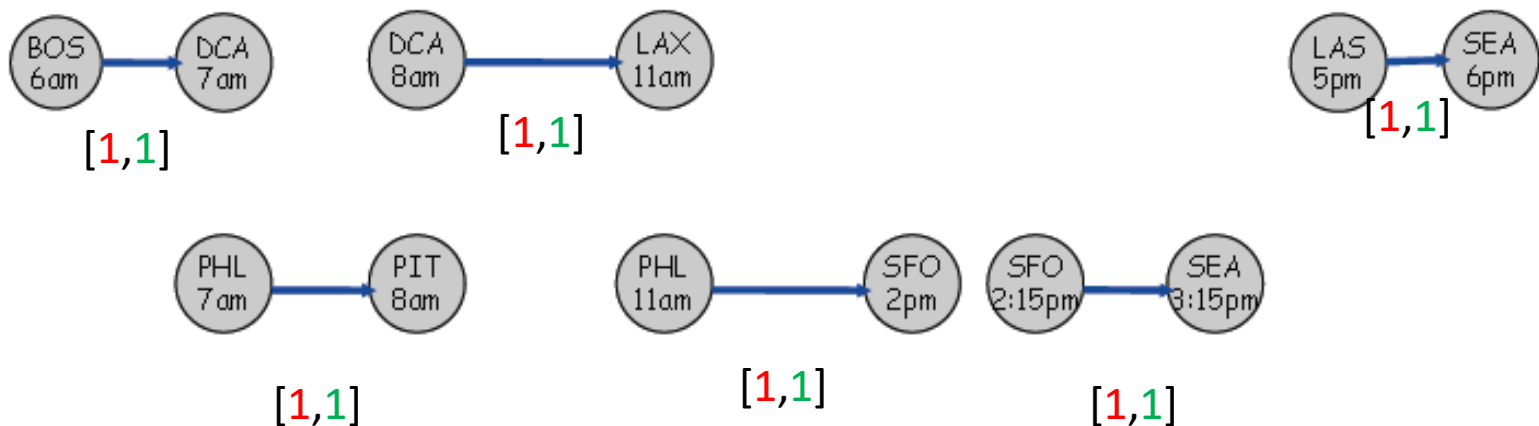 BOS
6am
DCA
7am
DCA
8am
LAX
11am
LAS
5pm
SEA
6pm
[1,1]
[1,1]
[1,1]
PHL
7am
PIT
8am
PHL
11am
SFO
2pm
SFO
2:15pm
SEA
3:15pm
[1,1]
[1,1]
[1,1]